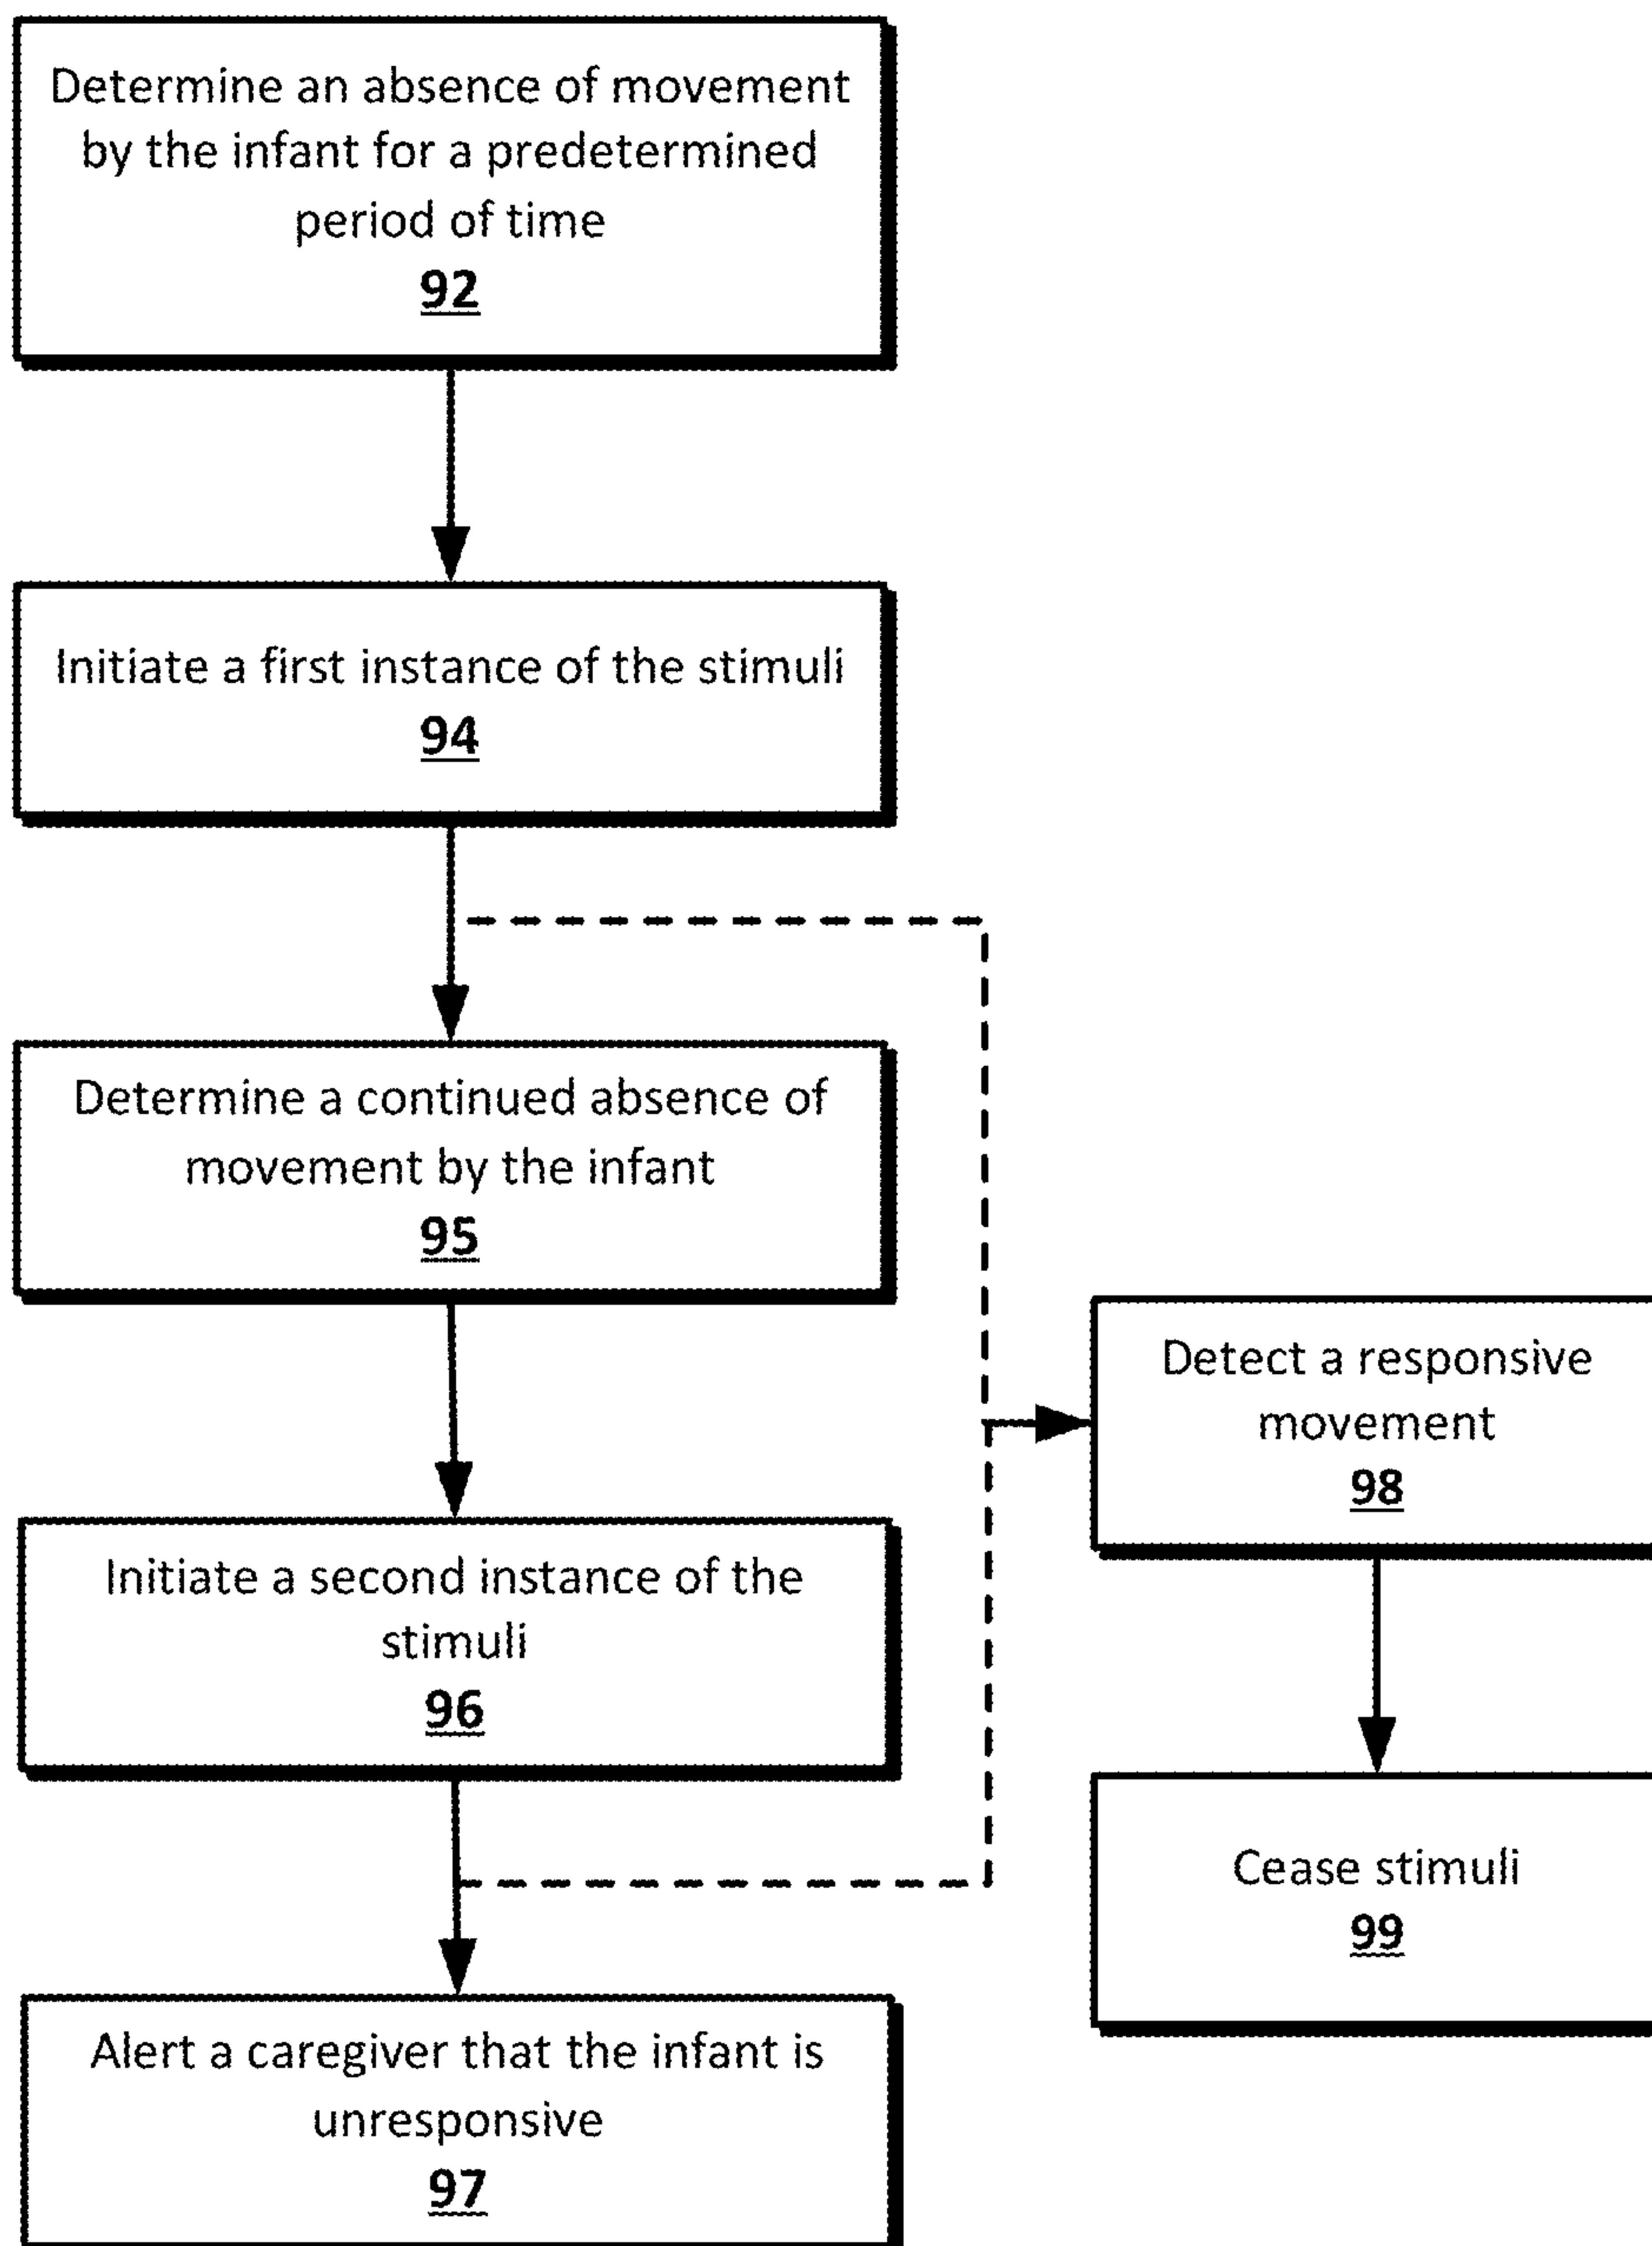 Determine an absence of movement
by the infant for a predetermined
period of time
92
Initiate a first instance of the stimuli
94
Determine a continued absence of
movement by the infant
95
Initiate a second instance of the
stimuli
96
Alert a caregiver that the infant is
unresponsive
97
Detect a responsive
movement
98
Cease stimuli
99